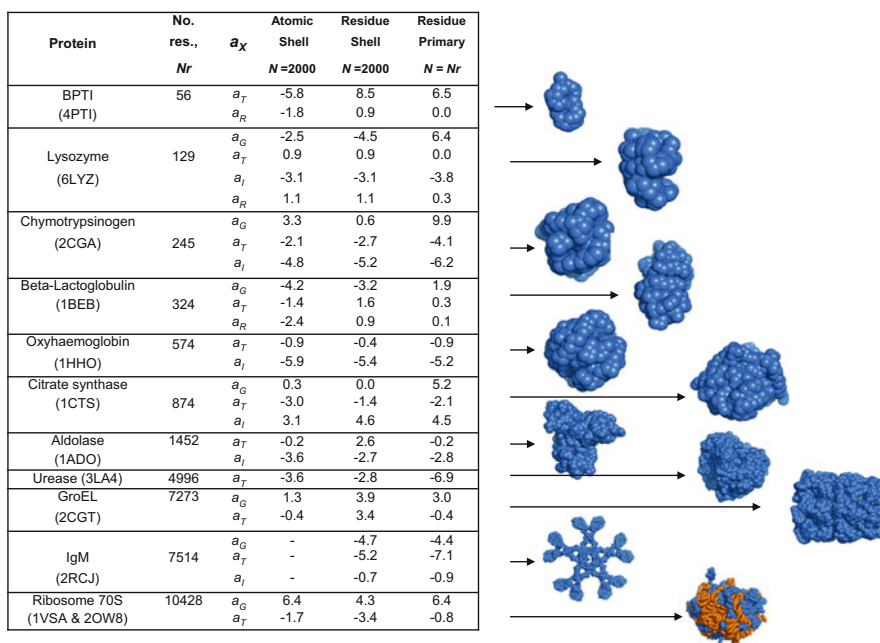 Protein No. res., Nr aX Atomic Shell N =2000 Residue Shell N =2000 Residue Primary N = Nr
BPTI 56 aT -5.8 8.5 6.5
(4PTI) aR -1.8 0.9 0.0
aG -2.5 -4.5 6.4
Lysozyme 129 aT 0.9 0.9 0.0
(6LYZ) aI -3.1 -3.1 -3.8
aR 1.1 1.1 0.3
Chymotrypsinogen aG 3.3 0.6 9.9
(2CGA) 245 aT -2.1 -2.7 -4.1
aI -4.8 -5.2 -6.2
Beta-Lactoglobulin aG -4.2 -3.2 1.9
(1BEB) 324 aT -1.4 1.6 0.3
aR -2.4 0.9 0.1
Oxyhaemoglobin 574 aT -0.9 -0.4 -0.9
(1HHO) aI -5.9 -5.4 -5.2
Citrate synthase aG 0.3 0.0 5.2
(1CTS) 874 aT -3.0 -1.4 -2.1
aI 3.1 4.6 4.5
Aldolase 1452 aT -0.2 2.6 -0.2
(1ADO) aI -3.6 -2.7 -2.8
Urease (3LA4) 4996 aT -3.6 -2.8 -6.9
GroEL 7273 aG 1.3 3.9 3.0
(2CGT) aT -0.4 3.4 -0.4
aG - -4.7 -4.4
IgM 7514 aT - -5.2 -7.1
(2RCJ) aI - -0.7 -0.9
Ribosome 70S 10428 aG 6.4 4.3 6.4
(1VSA & 2OW8) aT -1.7 -3.4 -0.8